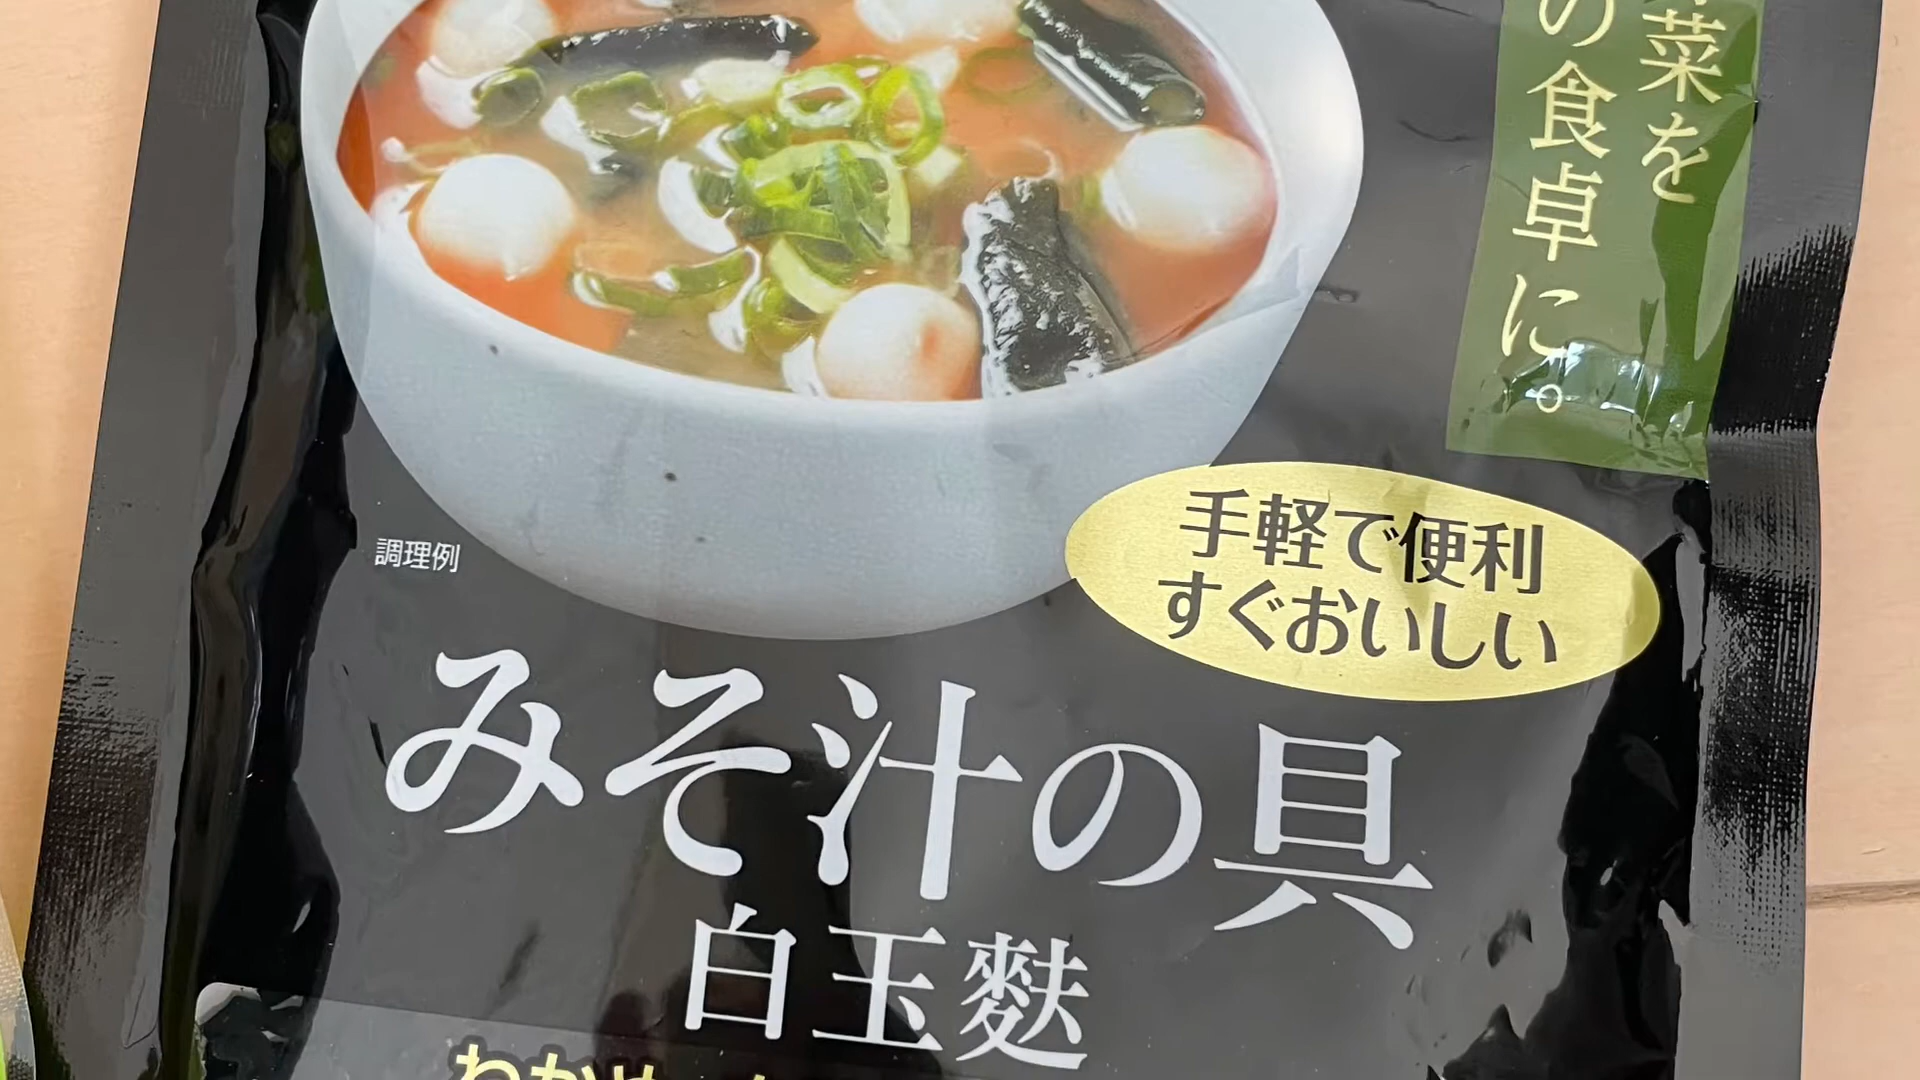 菜を
の食卓に。
手軽で便利
すぐおいしい
調理例
みそ汁の具
白玉麩